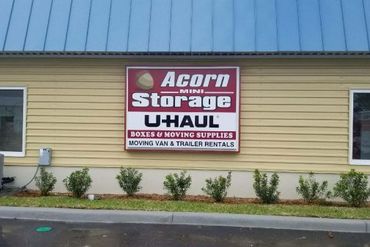 Acorn
MINI
Storage
U-HAUL
BOXES & MOVING SUPPLIES
MOVING VAN & TRAILER RENTALS